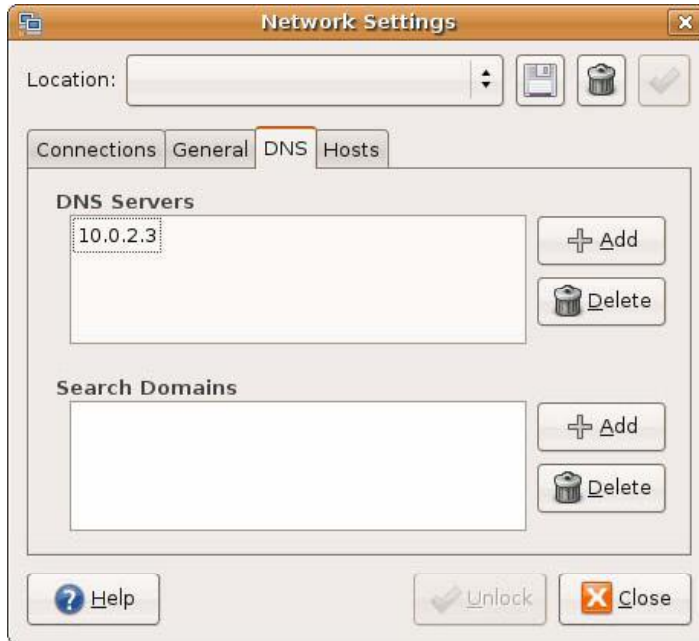 Network Settings
Location:
Connections General DNS Hosts
DNS Servers
10.0.2.3
Add
Delete
Search Domains
Add
Delete
Help Unlock Close